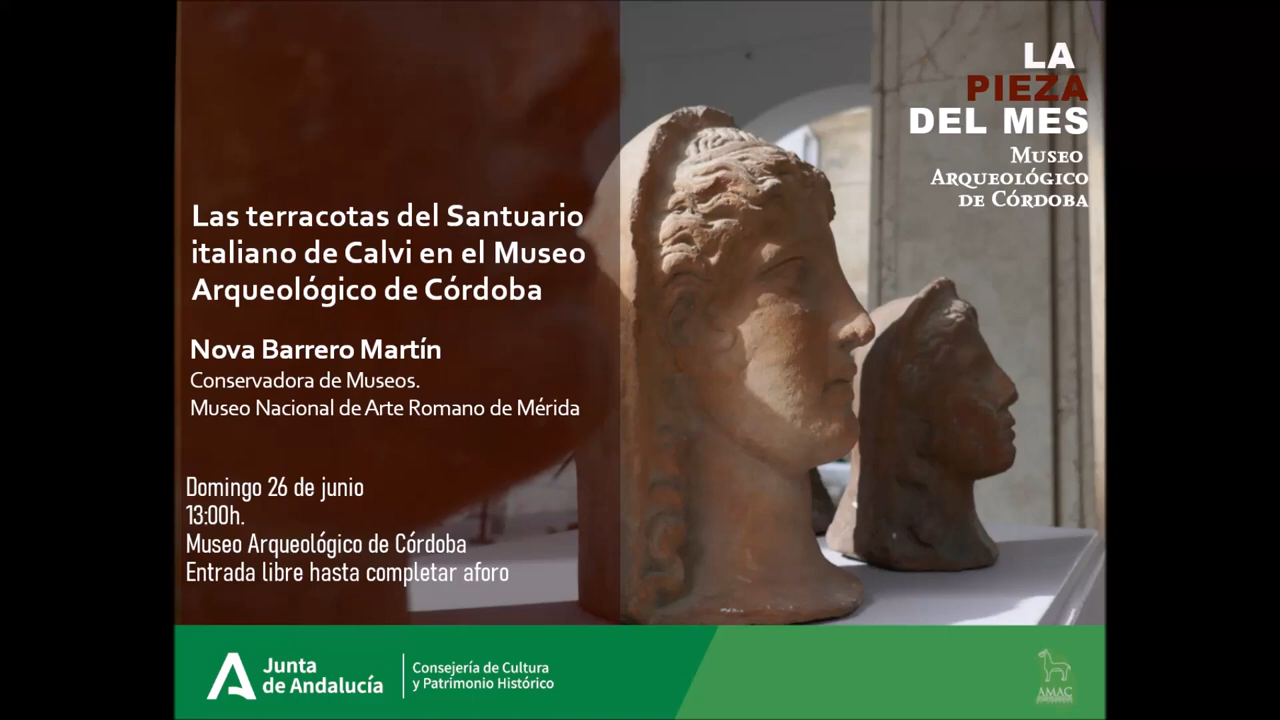 LA
PIEZA
DEL MES
Museo
Arqueológico
de Córdoba
Las terracotas del Santuario
italiano de Calvi en el Museo
Arqueológico de Córdoba
Nova Barrero Martín
Conservadora de Museos.
Museo Nacional de Arte Romano de Mérida
Domingo 26 de junio
13:00h.
Museo Arqueológico de Córdoba
Entrada libre hasta completar aforo
Junta
de Andalucía
Consejería de Cultura
y Patrimonio Histórico
AMAC